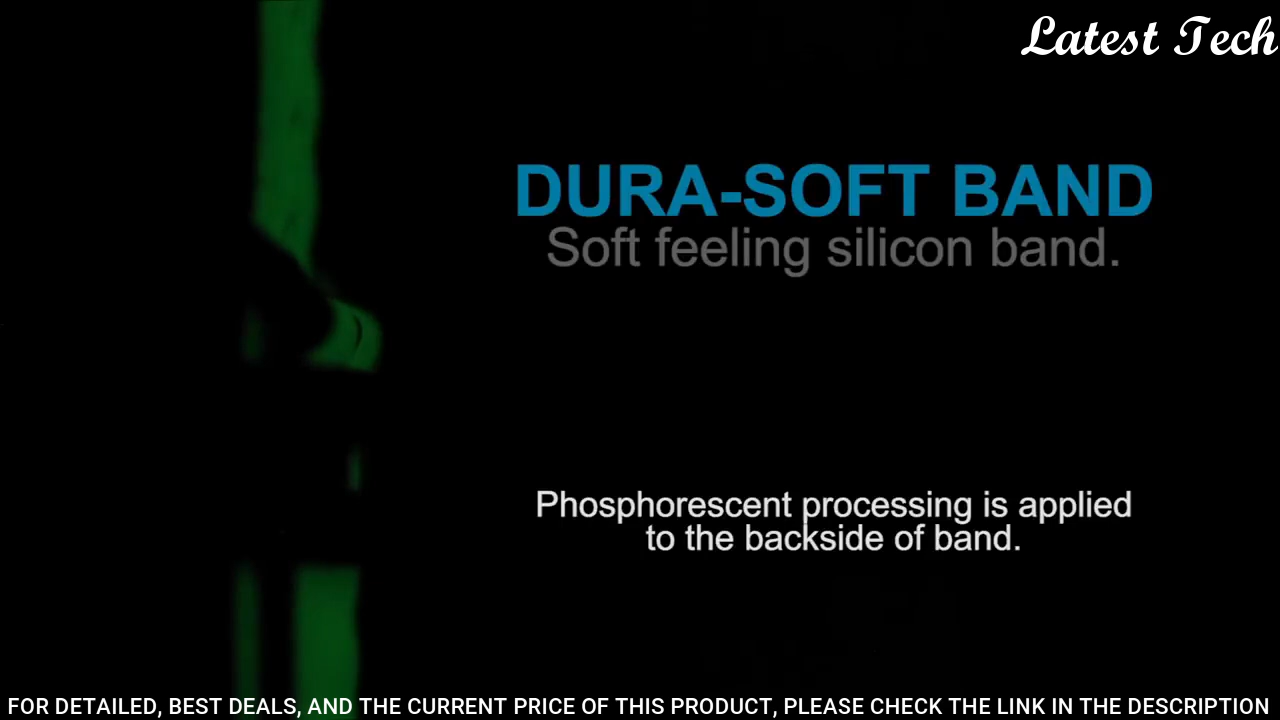 Latest Tech
DURA-SOFT BAND
Soft feeling silicon band.
Phosphorescent processing is applied
to the backside of band.
FOR DETAILED, BEST DEALS, AND THE CURRENT PRICE OF THIS PRODUCT, PLEASE CHECK THE LINK IN THE DESCRIPTION